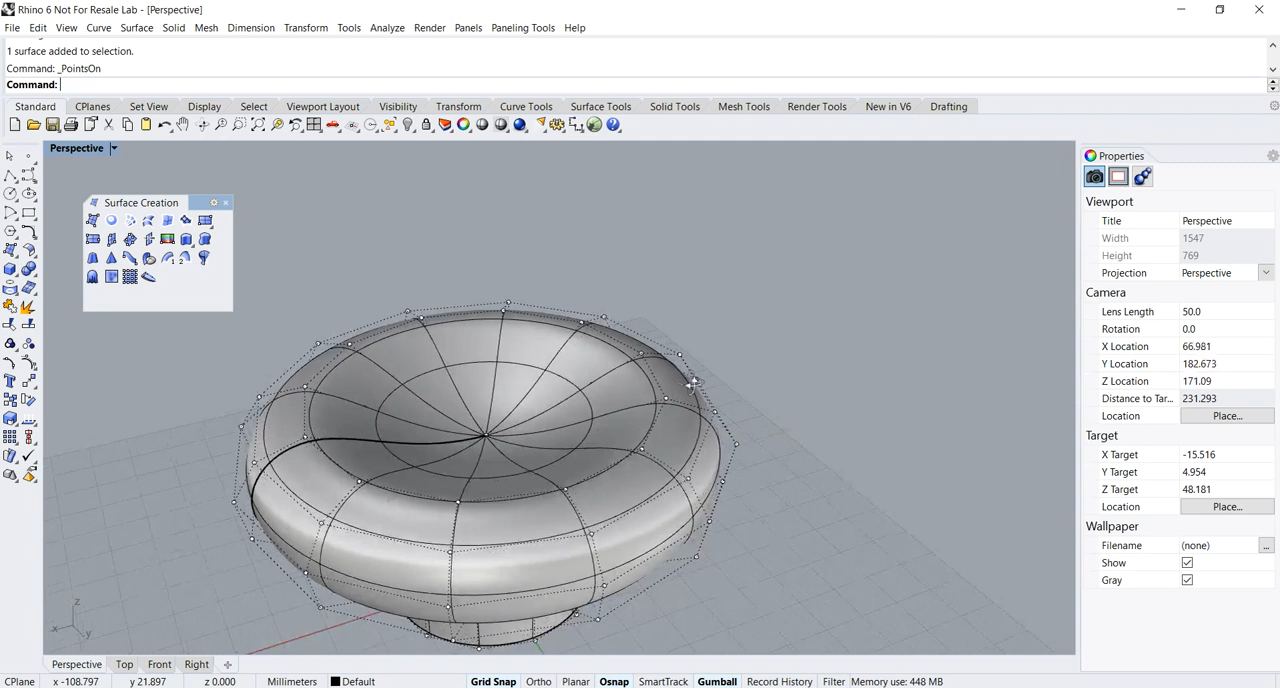 Rhino 6 Not For Resale Lab - [Perspective]
File Edit View Curve Surface Solid Mesh Dimension Transform Tools Analyze Render Panels Paneling Tools Help
1 surface added to selection.
Command: _PointsOn
Command:
Standard CPlanes Set View Display Select Viewport Layout Visibility Transform Curve Tools Surface Tools Solid Tools Mesh Tools Render Tools New in V6 Drafting
Perspective
Properties
Surface Creation
Viewport
Title Perspective
Width 1547
Height 769
Projection Perspective
Camera
Lens Length 50.0
Rotation 0.0
X Location 66.981
Y Location 182.673
Z Location 171.09
Distance to Tar... 231.293
Location Place...
Target
X Target -15.516
Y Target 4.954
Z Target 48.181
Location Place...
Wallpaper
Filename (none) ...
Show
Gray
z
x y
Perspective Top Front Right
CPlane x -108.797 y 21.897 z 0.000 Millimeters Default Grid Snap Ortho Planar Osnap SmartTrack Gumball Record History Filter Memory use: 448 MB